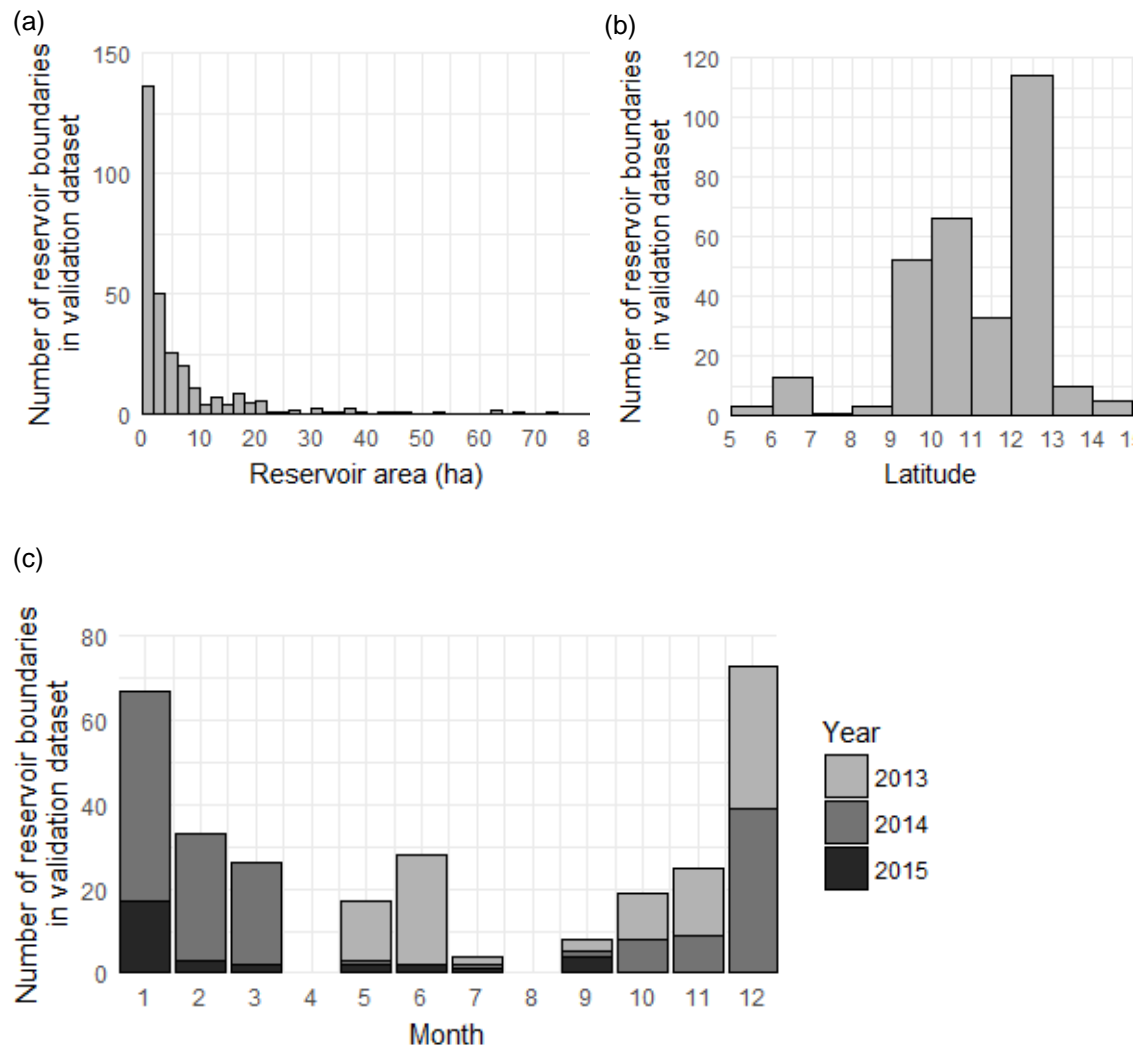 (a)
Number of reservoir boundaries
in validation dataset
150
100
50
0
0 10 20 30 40 50 60 70 8
Reservoir area (ha)
(b)
Number of reservoir boundaries
in validation dataset
120
100
80
60
40
20
0
5 6 7 8 9 10 11 12 13 14 1
Latitude
(c)
Number of reservoir boundaries
in validation dataset
80
60
40
20
0
1 2 3 4 5 6 7 8 9 10 11 12
Month
Year
2013
2014
2015